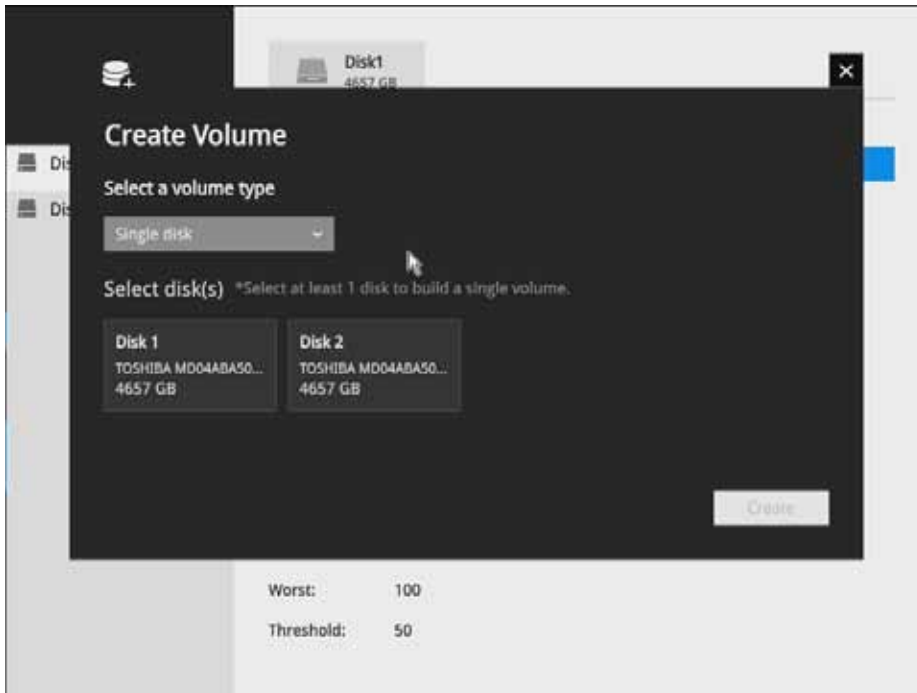 Disk1
4657 GB
Create Volume
Dis
Select a volume type
Dis
Single disk
Select disk(s) *Select at least 1 disk to build a single volume.
Disk 1
TOSHIBA MD04ABA50...
4657 GB
Disk 2
TOSHIBA MD04ABA50...
4657 GB
Create
Worst: 100
Threshold: 50